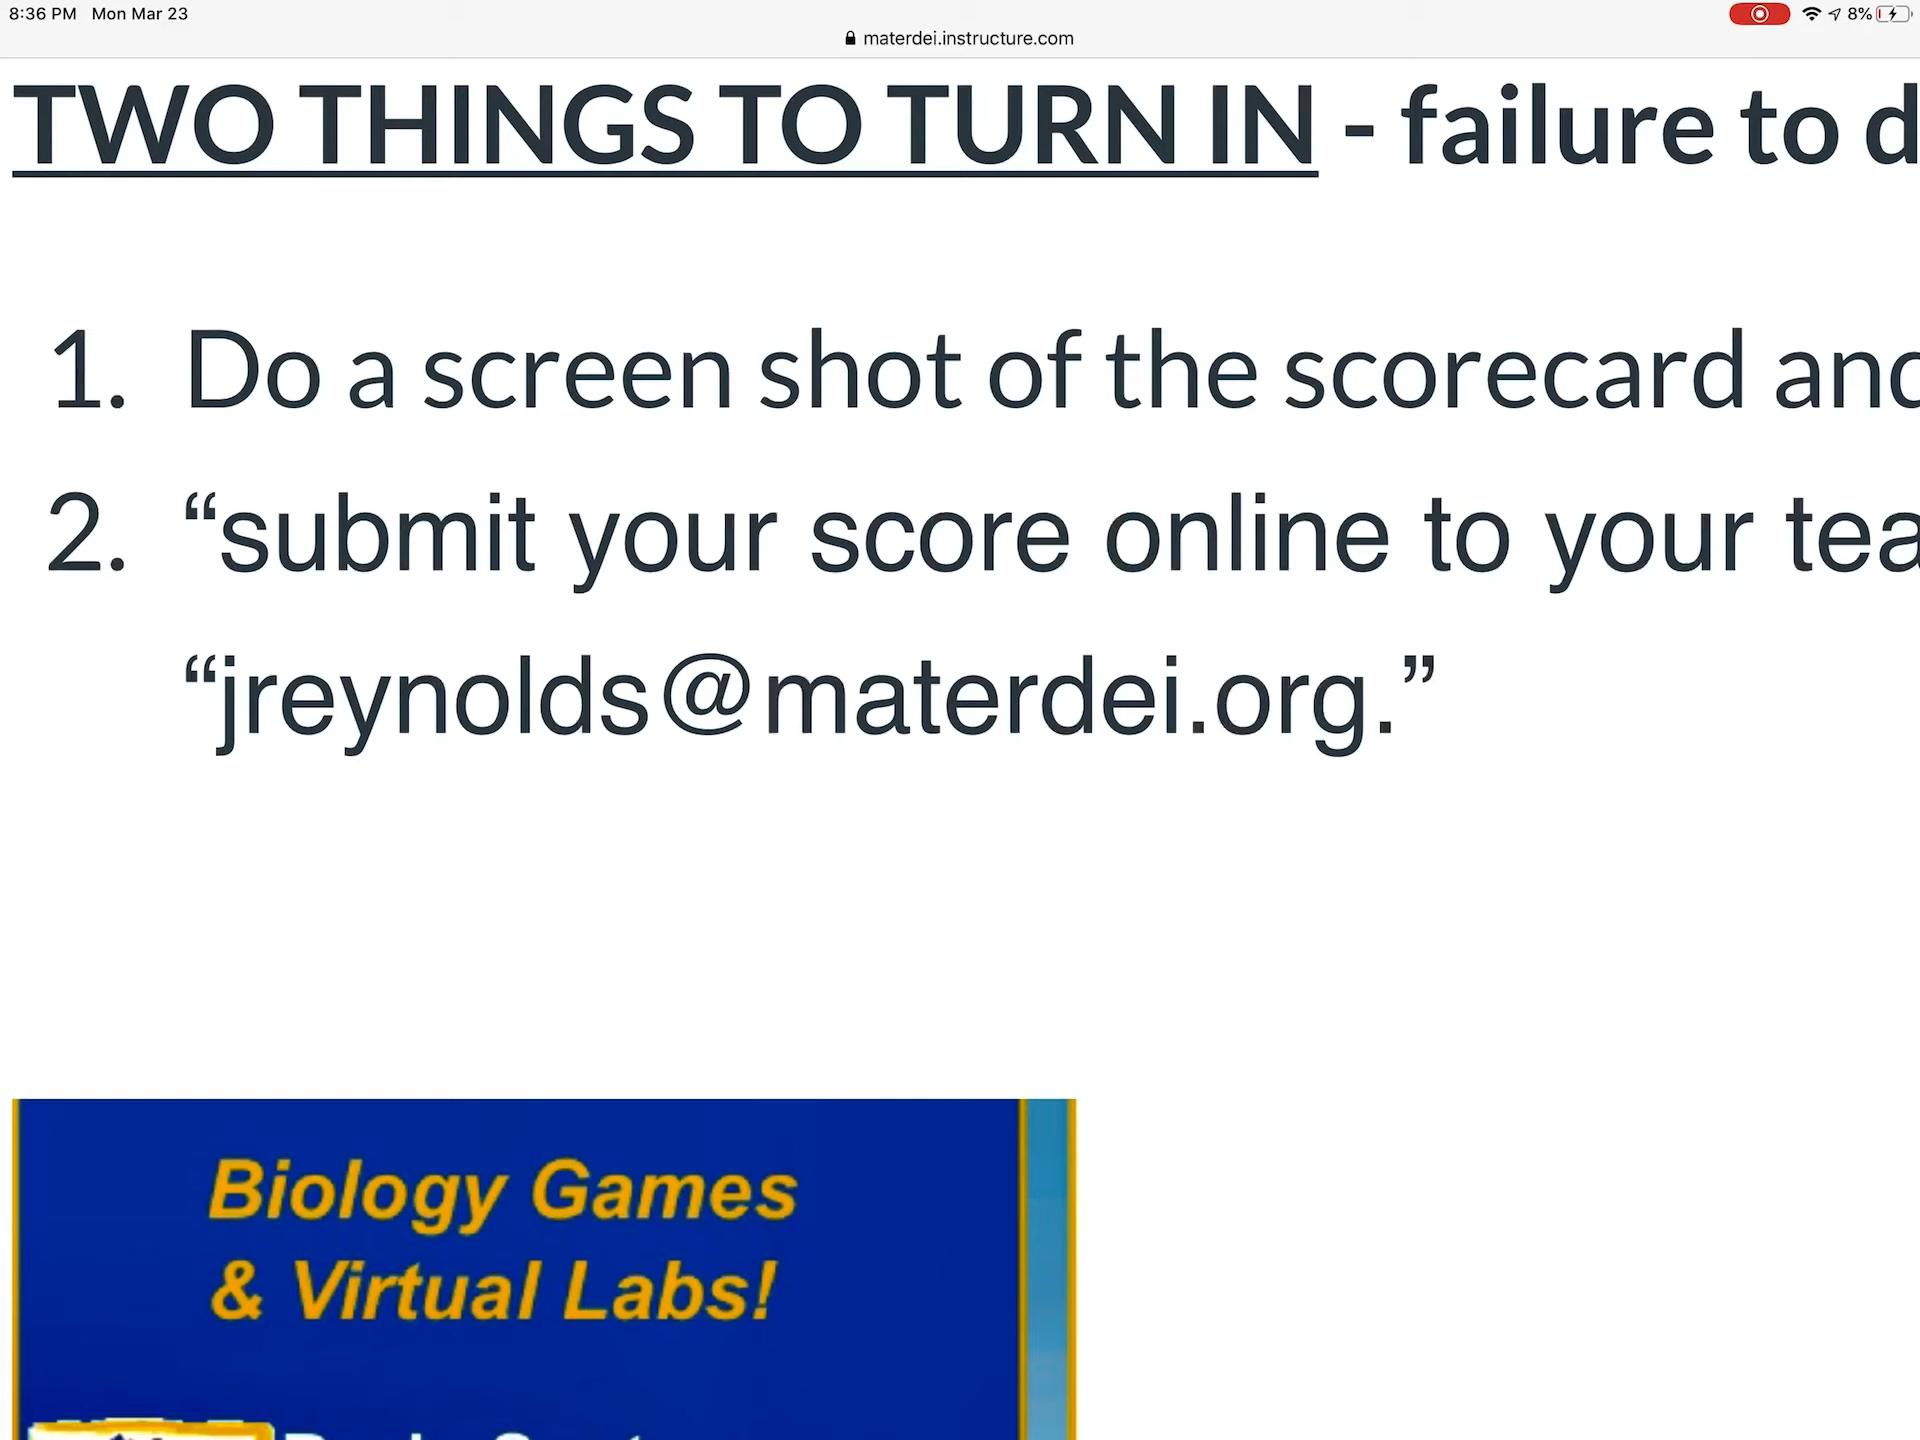 8:36 PM Mon Mar 23
8%
materdei.instructure.com
TWO THINGS TO TURN IN - failure to d
1. Do a screen shot of the scorecard and
2. “submit your score online to your tea
“jreynolds@materdei.org.”
Biology Games
& Virtual Labs!